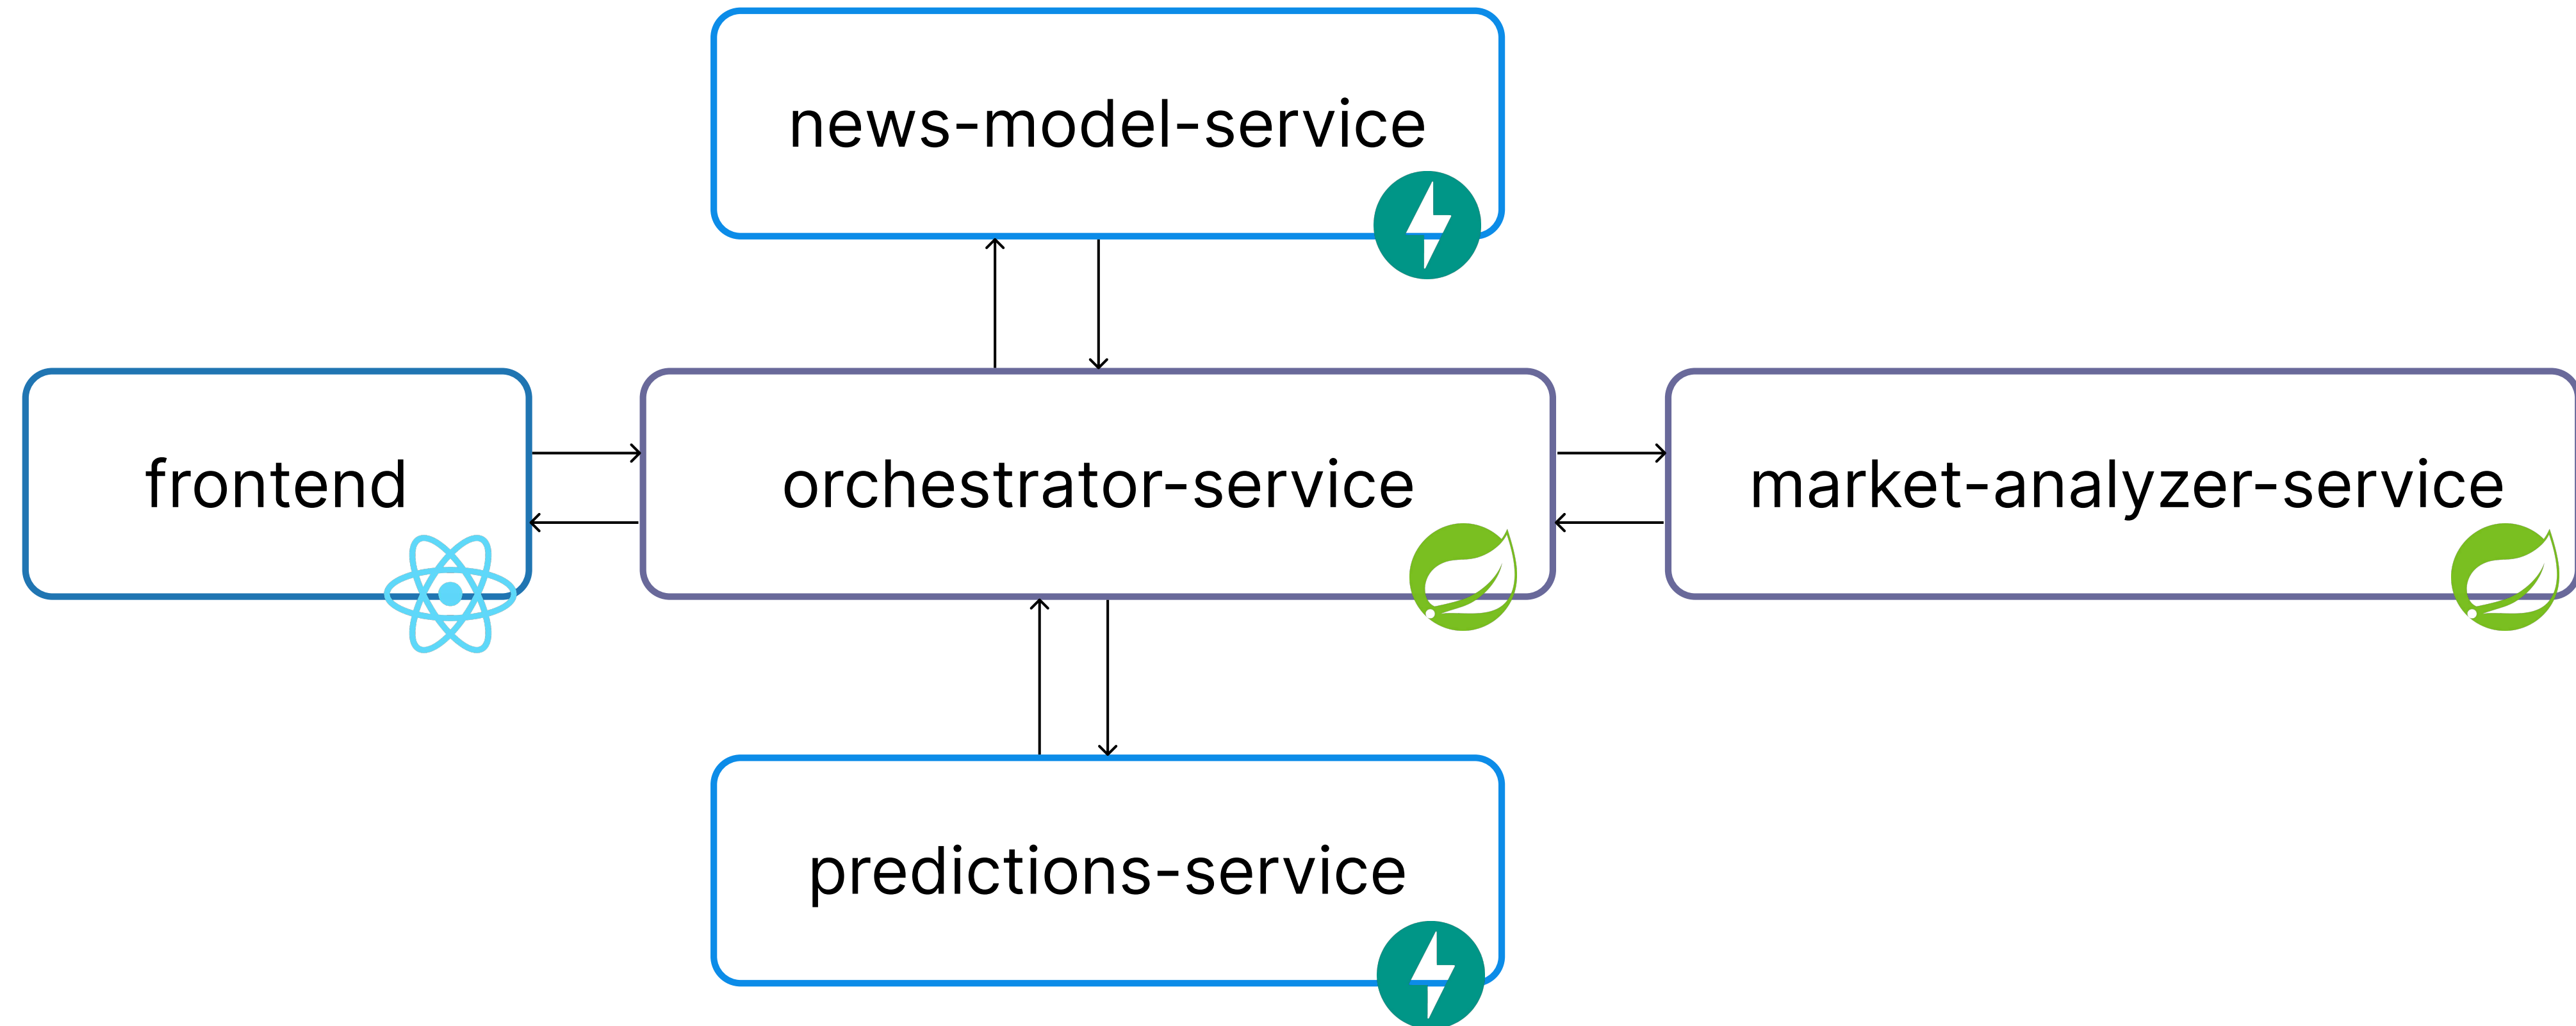 news-model-service
frontend
orchestrator-service
market-analyzer-service
predictions-service